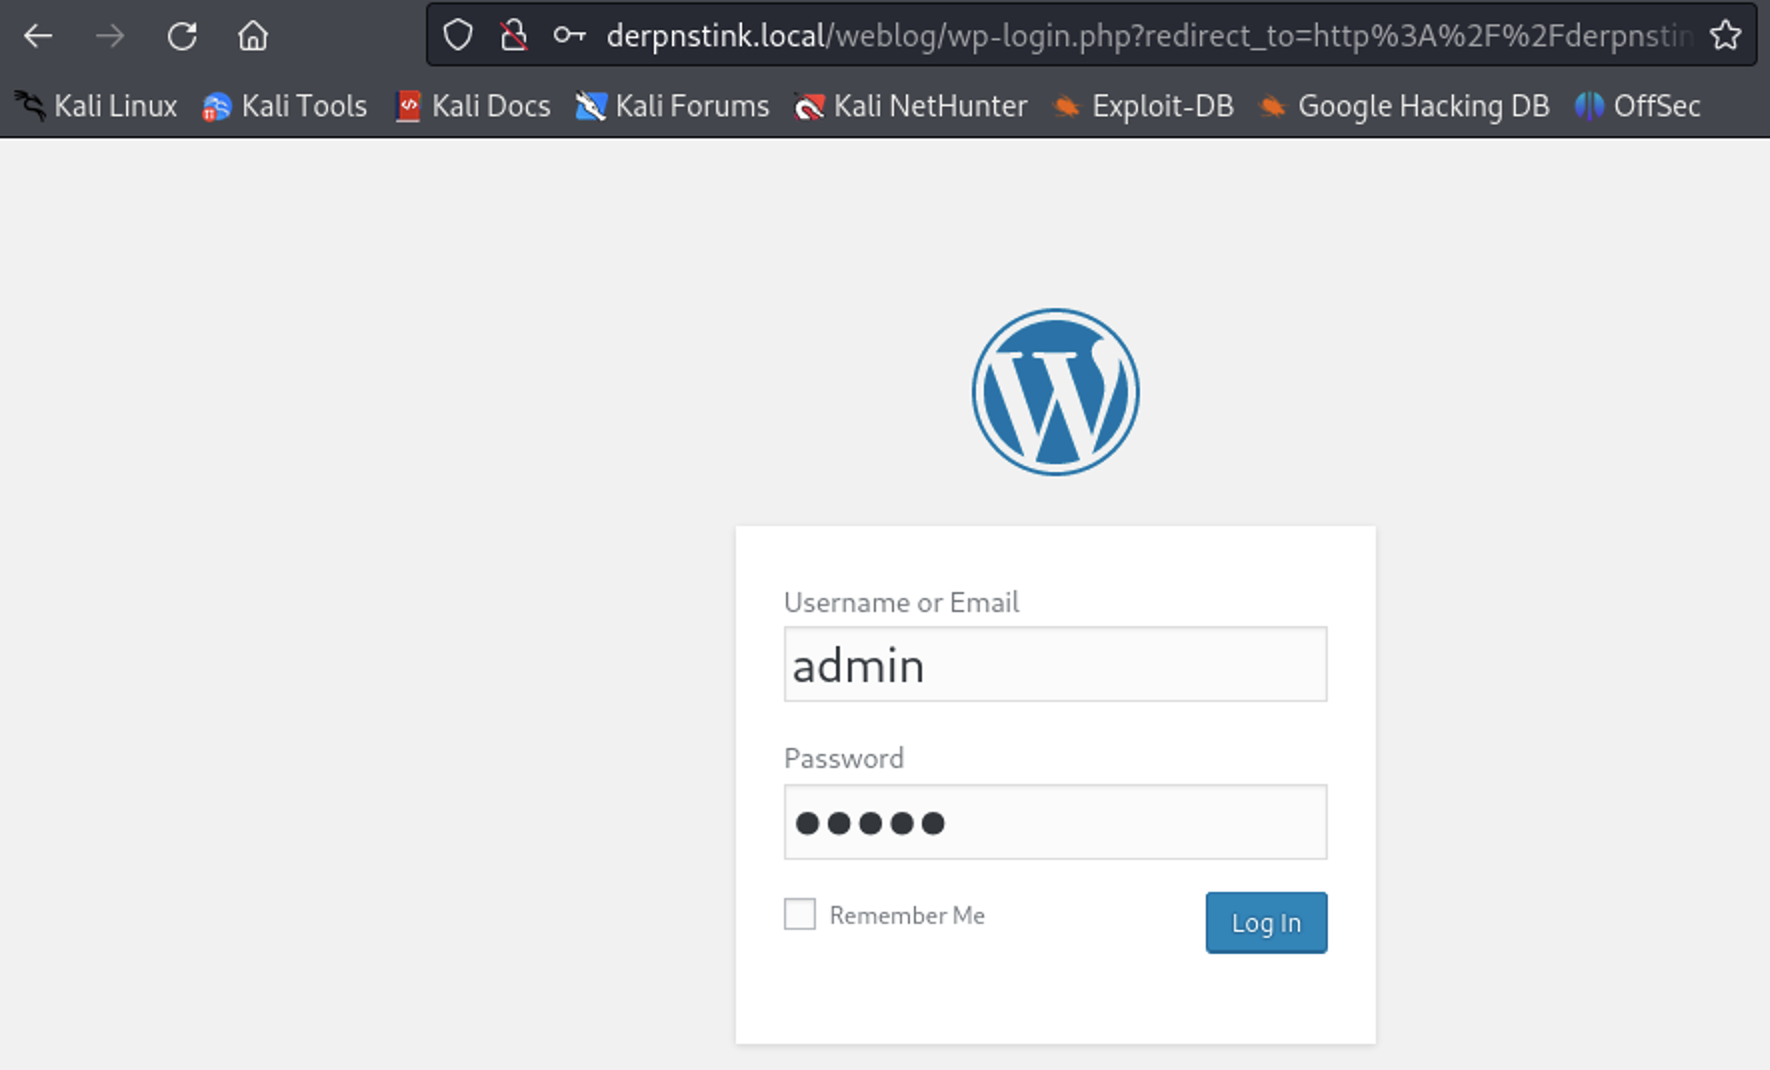 derpnstink.local/weblog/wp-login.php?redirect_to=http%3A%2F%2Fderpnstin
Kali Linux Kali Tools Kali Docs Kali Forums Kali NetHunter Exploit-DB Google Hacking DB OffSec
Username or Email
admin
Password
●●●●●
Remember Me Log In